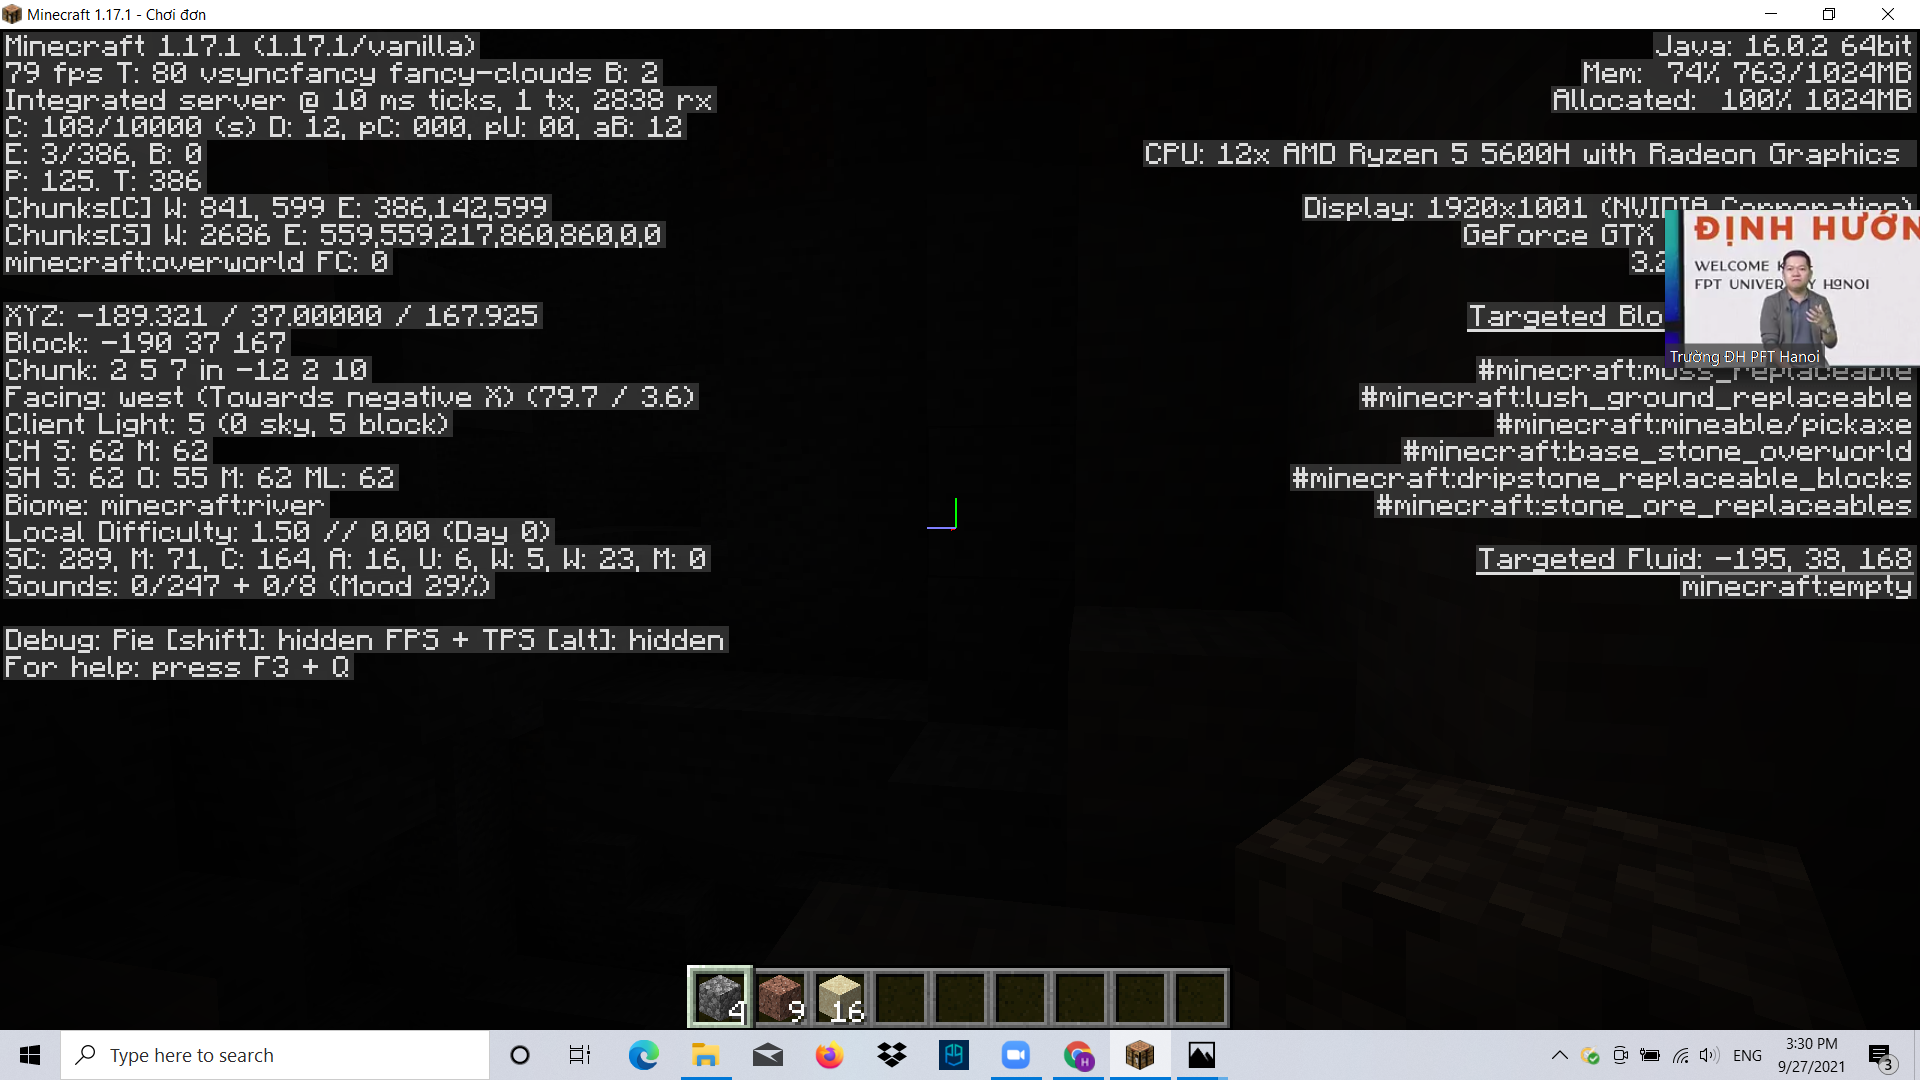 Minecraft 1.17.1 - Chơi đơn
Minecraft 1.17.1 (1.17.1/vanilla)
79 fps T: 80 vsyncfancy fancy-clouds B: 2
Integrated server @ 10 ms ticks, 1 tx, 2838 rx
C: 108/10000 (s) D: 12, pC: 000, pU: 00, aB: 12
E: 3/386, B: 0
P: 125. T: 386
Chunks[C] W: 841, 599 E: 386,142,599
Chunks[S] W: 2686 E: 559,559,217,860,860,0,0
minecraft:overworld FC: 0
XYZ: -189.321 / 37.00000 / 167.925
Block: -190 37 167
Chunk: 2 5 7 in -12 2 10
Facing: west (Towards negative X) (79.7 / 3.6)
Client Light: 5 (0 sky, 5 block)
CH S: 62 M: 62
SH S: 62 O: 55 M: 62 ML: 62
Biome: minecraft:river
Local Difficulty: 1.50 // 0.00 (Day 0)
SC: 289, M: 71, C: 164, A: 16, U: 6, W: 5, W: 23, M: 0
Sounds: 0/247 + 0/8 (Mood 29%)
Debug: Pie [shift]: hidden FPS + TPS [alt]: hidden
For help: press F3 + Q
Java: 16.0.2 64bit
Mem: 74% 763/1024MB
Allocated: 100% 1024MB
CPU: 12x AMD Ryzen 5 5600H with Radeon Graphics
Display: 1920x1001 (NVIDIA Corporation)
GeForce GTX
3.2
Targeted Blo
#minecraft:moss_replaceable
#minecraft:lush_ground_replaceable
#minecraft:mineable/pickaxe
#minecraft:base_stone_overworld
#minecraft:dripstone_replaceable_blocks
#minecraft:stone_ore_replaceables
Targeted Fluid: -195, 38, 168
minecraft:empty
ĐỊNH HƯỚN
WELCOME K
FPT UNIVER Y HANOI
Trường ĐH PFT Hanoi
4 9 16
Type here to search
H
ENG
3:30 PM
9/27/2021
3